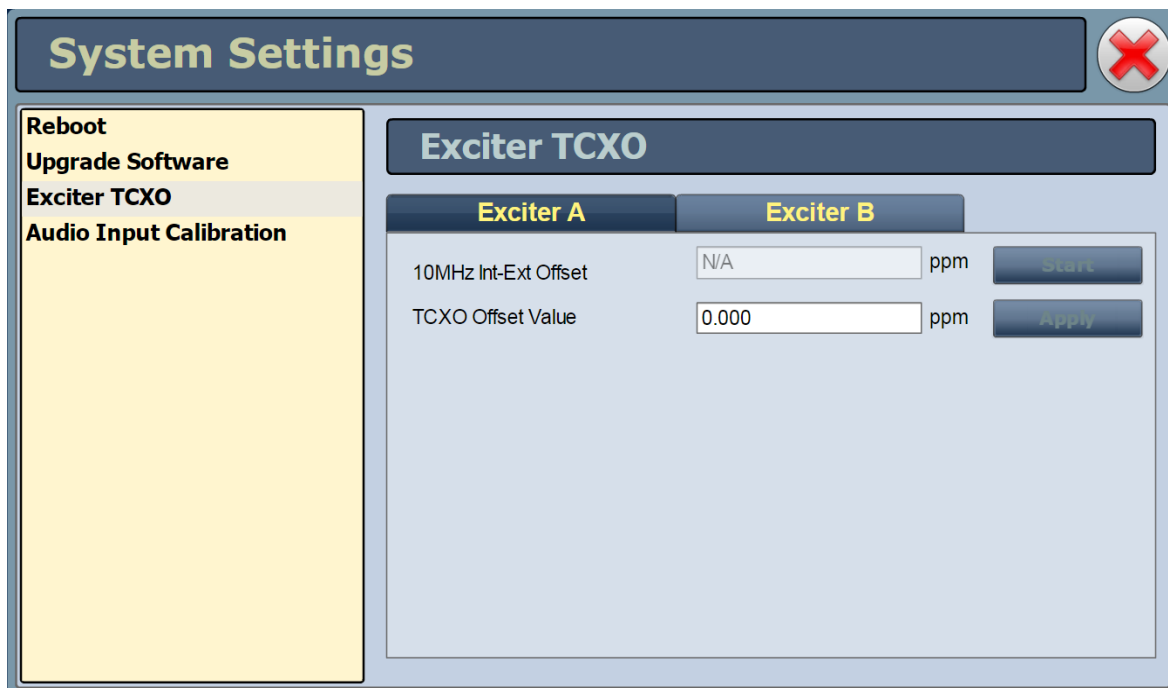 System Settings
Reboot
Upgrade Software
Exciter TCXO
Audio Input Calibration
Exciter TCXO
Exciter A Exciter B
10MHz Int-Ext Offset N/A ppm Start
TCXO Offset Value 0.000 ppm Apply